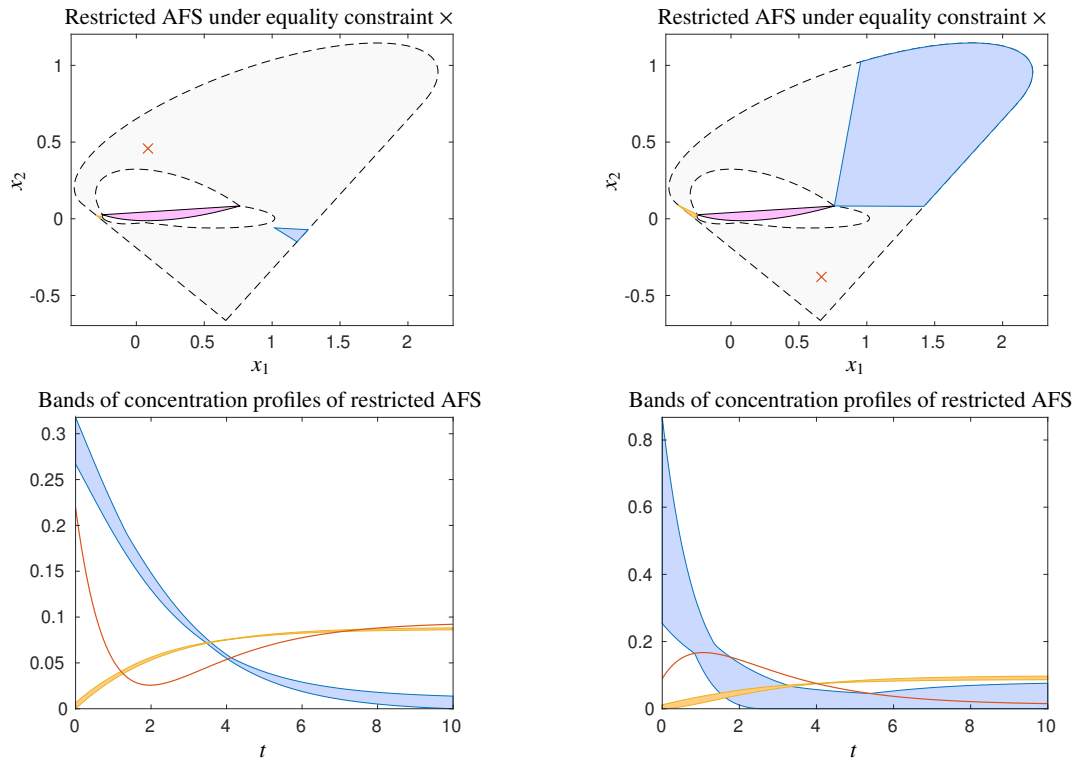 Restricted AFS under equality constraint ×
1
0.5
0
-0.5
x₂
0 0.5 1 1.5 2
x₁
Restricted AFS under equality constraint ×
1
0.5
0
-0.5
x₂
0 0.5 1 1.5 2
x₁
Bands of concentration profiles of restricted AFS
0.3
0.25
0.2
0.15
0.1
0.05
0
0 2 4 6 8 10
t
Bands of concentration profiles of restricted AFS
0.8
0.6
0.4
0.2
0
0 2 4 6 8 10
t